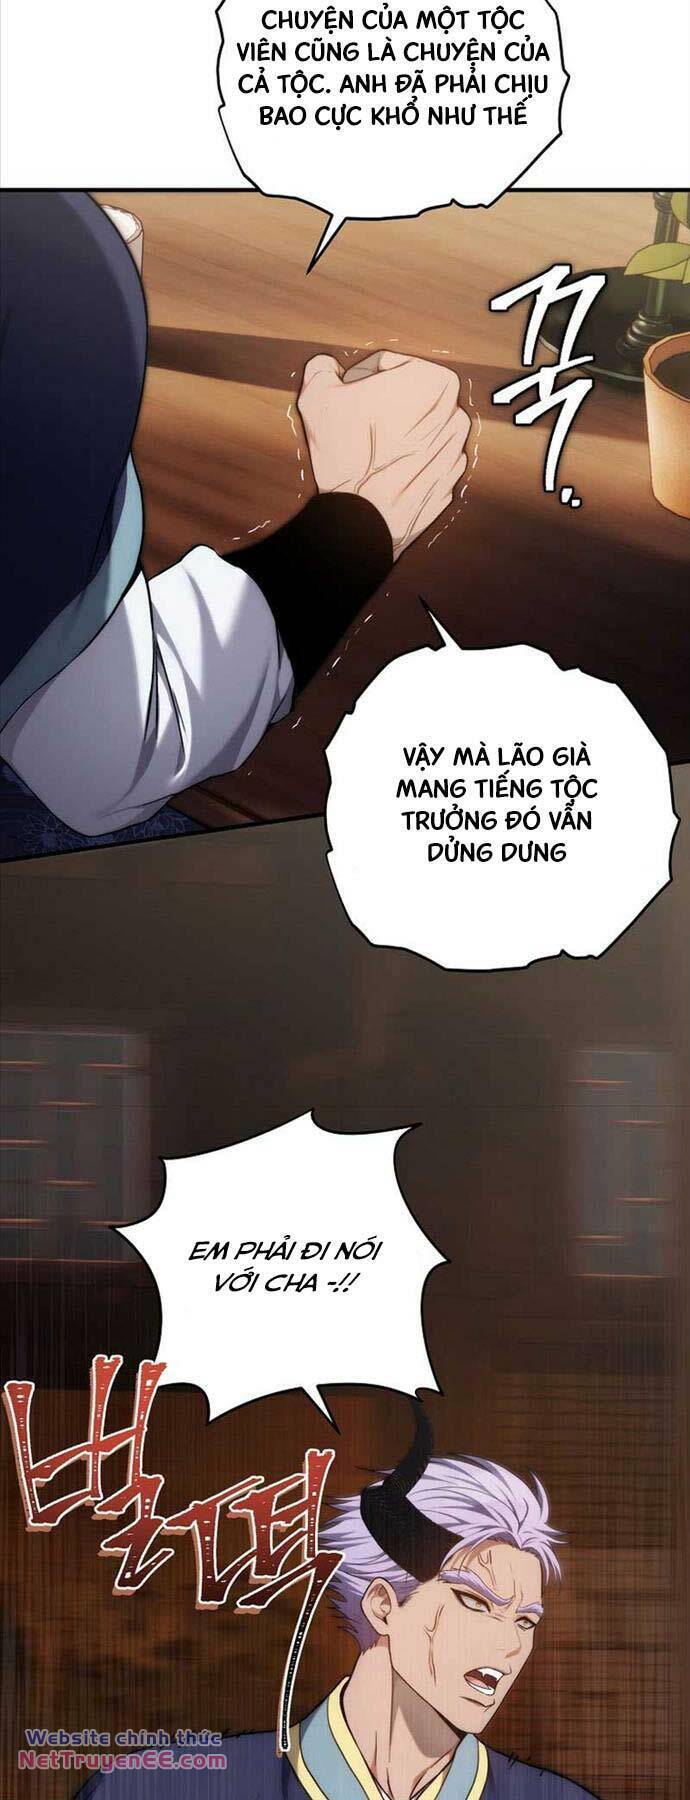 CHUYỆN CỦA MỘT TỘC
VIÊN CŨNG LÀ CHUYỆN CỦA
CẢ TỘC. ANH ĐÃ PHẢI CHỊU
BAO CỰC KHỔ NHƯ THẾ
VẬY MÀ LÃO GIÀ
MANG TIẾNG TỘC
TRƯỞNG ĐÓ VẪN
DỬNG DƯNG
EM PHẢI ĐI NÓI
VỚI CHA -!!
벌떡
Website chính thức
NetTruyenEE.com